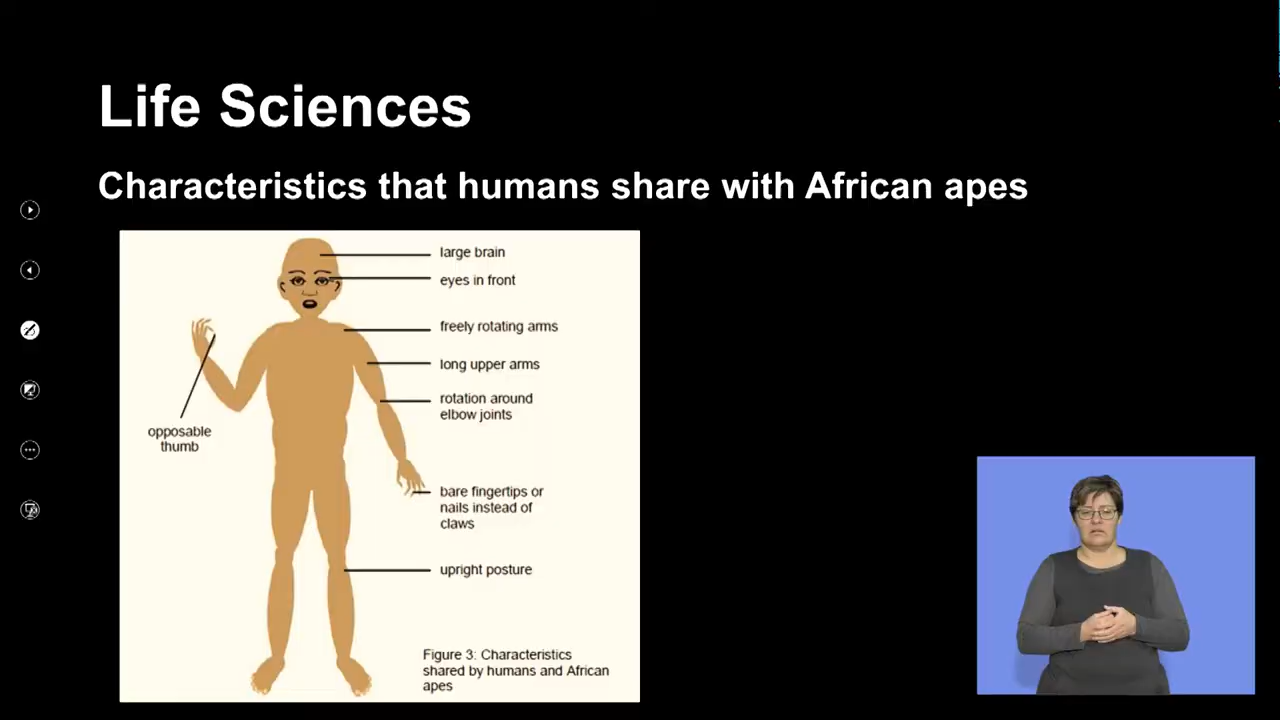 Life Sciences
Characteristics that humans share with African apes
large brain
eyes in front
freely rotating arms
long upper arms
rotation around
elbow joints
opposable
thumb
bare fingertips or
nails instead of
claws
upright posture
Figure 3: Characteristics
shared by humans and African
apes